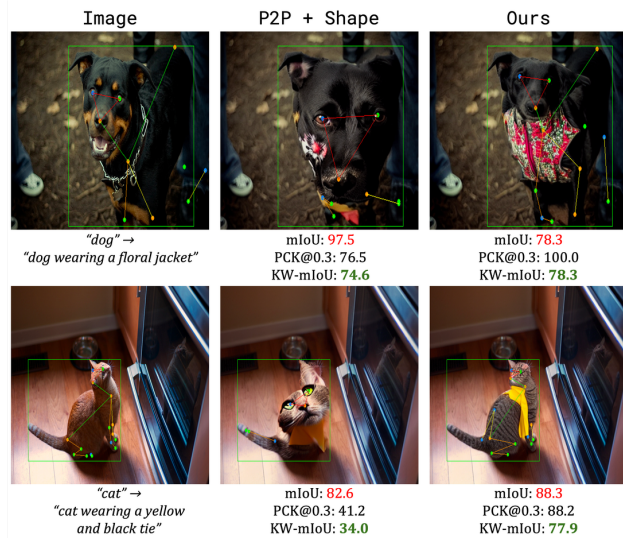 Image P2P + Shape Ours
“dog” →
“dog wearing a floral jacket”
mIoU: 97.5
PCK@0.3: 76.5
KW-mIoU: 74.6
mIoU: 78.3
PCK@0.3: 100.0
KW-mIoU: 78.3
“cat” →
“cat wearing a yellow
and black tie”
mIoU: 82.6
PCK@0.3: 41.2
KW-mIoU: 34.0
mIoU: 88.3
PCK@0.3: 88.2
KW-mIoU: 77.9